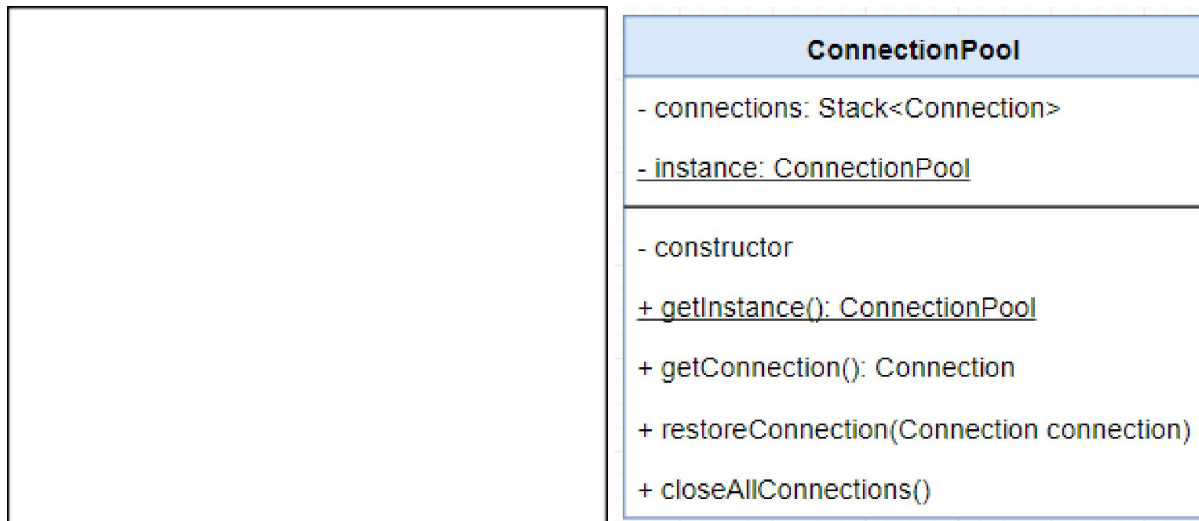 ConnectionPool
- connections: Stack<Connection>
- instance: ConnectionPool
- constructor
+ getInstance(): ConnectionPool
+ getConnection(): Connection
+ restoreConnection(Connection connection)
+ closeAllConnections()